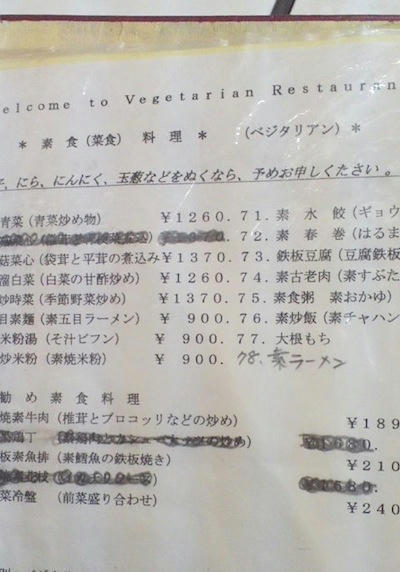 elcome to Vegetarian Restauran
＊ 素食(菜食) 料理 ＊ (ベジタリアン) ＊
、にら、にんにく、玉葱などをぬくなら、予めお申しください。
青菜 (青菜炒め物) ￥1260. 71. 素 水 餃 (ギョウ
72. 素 春 巻 (はるま
菇菜心 (袋茸と平茸の煮込み ￥1370. 73. 鉄板豆腐 (豆腐鉄板
溜白菜 (白菜の甘酢炒め) ￥1260. 74. 素古老肉 (素すぶた
炒時菜 (季節野菜炒め) ￥1370. 75. 素食粥 素おかゆ)
目素麺 (素五目ラーメン) ￥ 900. 76. 素炒飯 (素チャハン
米粉湯 (そ汁ビフン) ￥ 900. 77. 大根もち
炒米粉 (素焼米粉) ￥ 900. 78. 素ラーメン
勧め素食料理
焼素牛肉 (椎茸とブロコッリなどの炒め) ￥189
鶏丁
￥1680.
板素魚排 (素鱈魚の鉄板焼き) ￥210
￥1680.
菜冷盤 (前菜盛り合わせ) ￥240